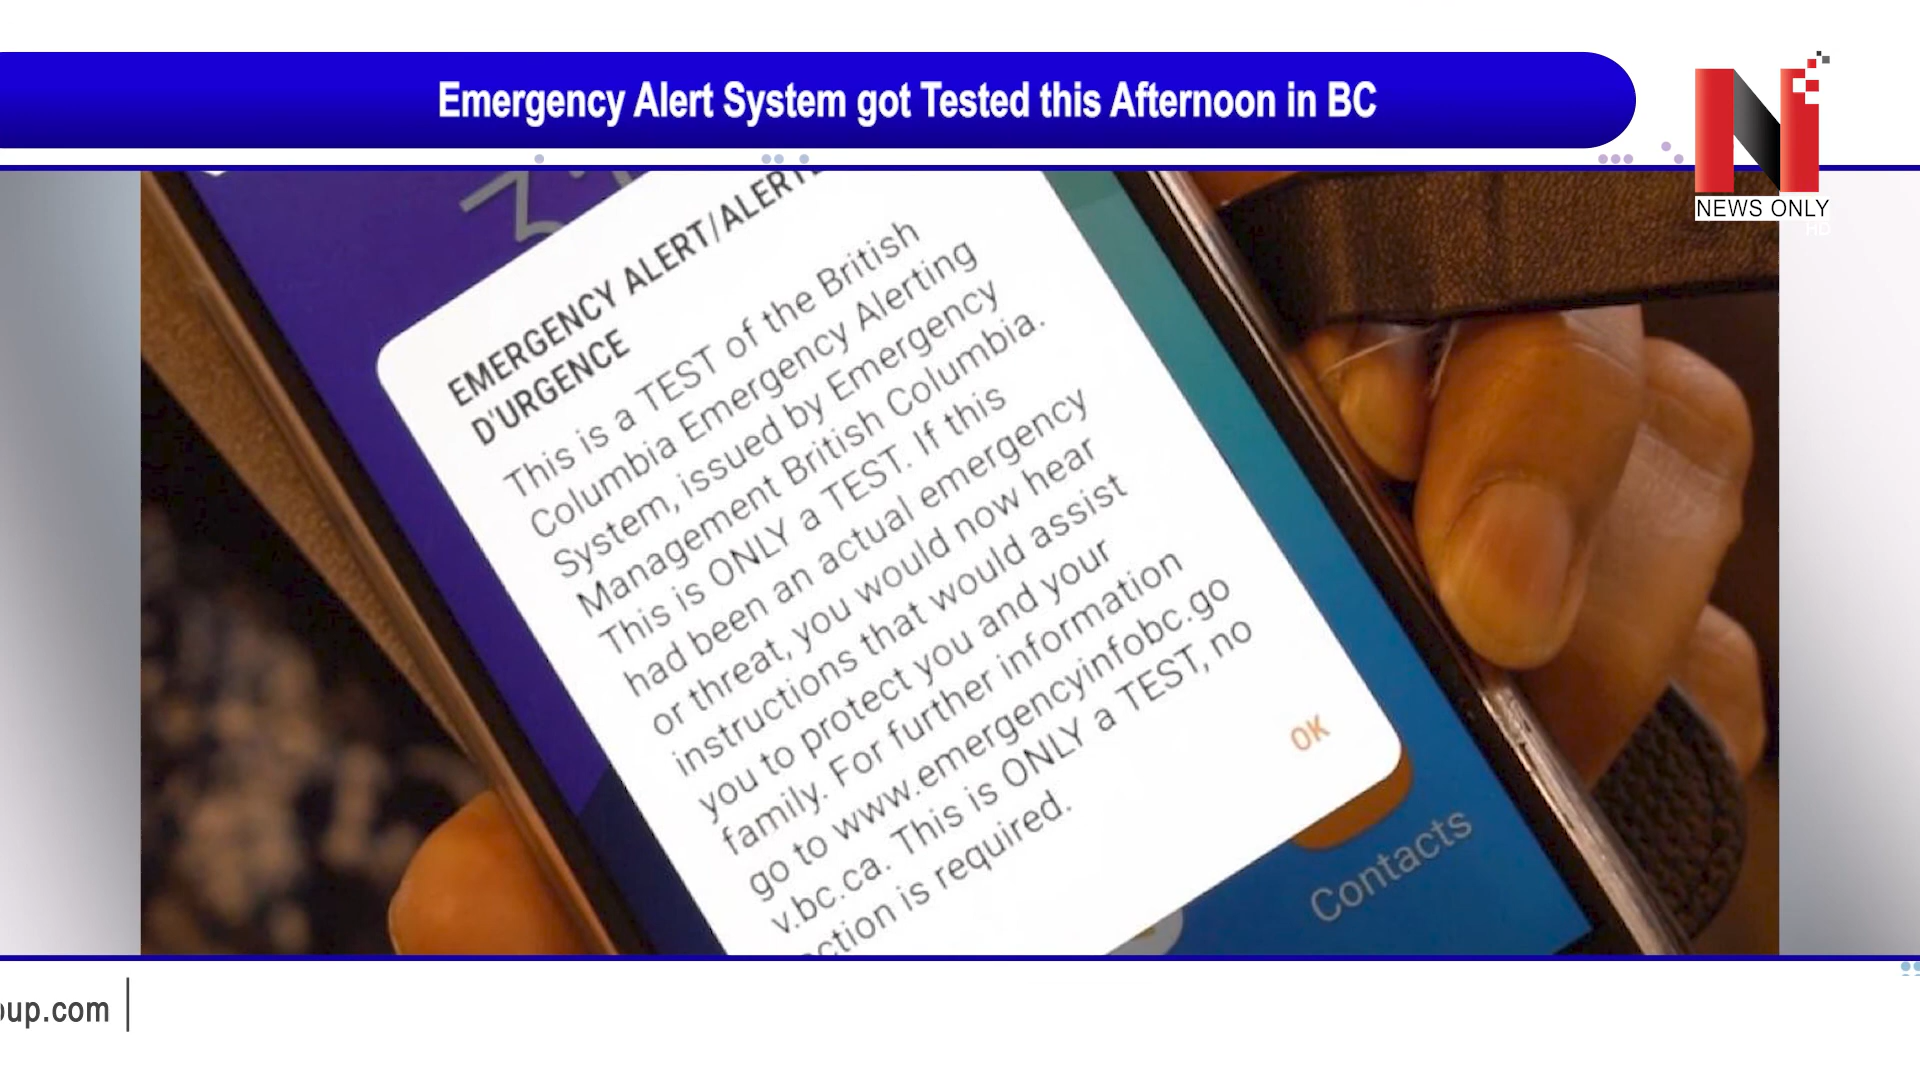 Emergency Alert System got Tested this Afternoon in BC
N
NEWS ONLY
HD
EMERGENCY ALERT/ALERTE
D'URGENCE
This is a TEST of the British
Columbia Emergency Alerting
System, issued by Emergency
Management British Columbia.
This is ONLY a TEST. If this
had been an actual emergency
or threat, you would now hear
instructions that would assist
you to protect you and your
family. For further information
go to www.emergencyinfobc.go
v.bc.ca. This is ONLY a TEST, no
action is required.
OK
Contacts
oup.com